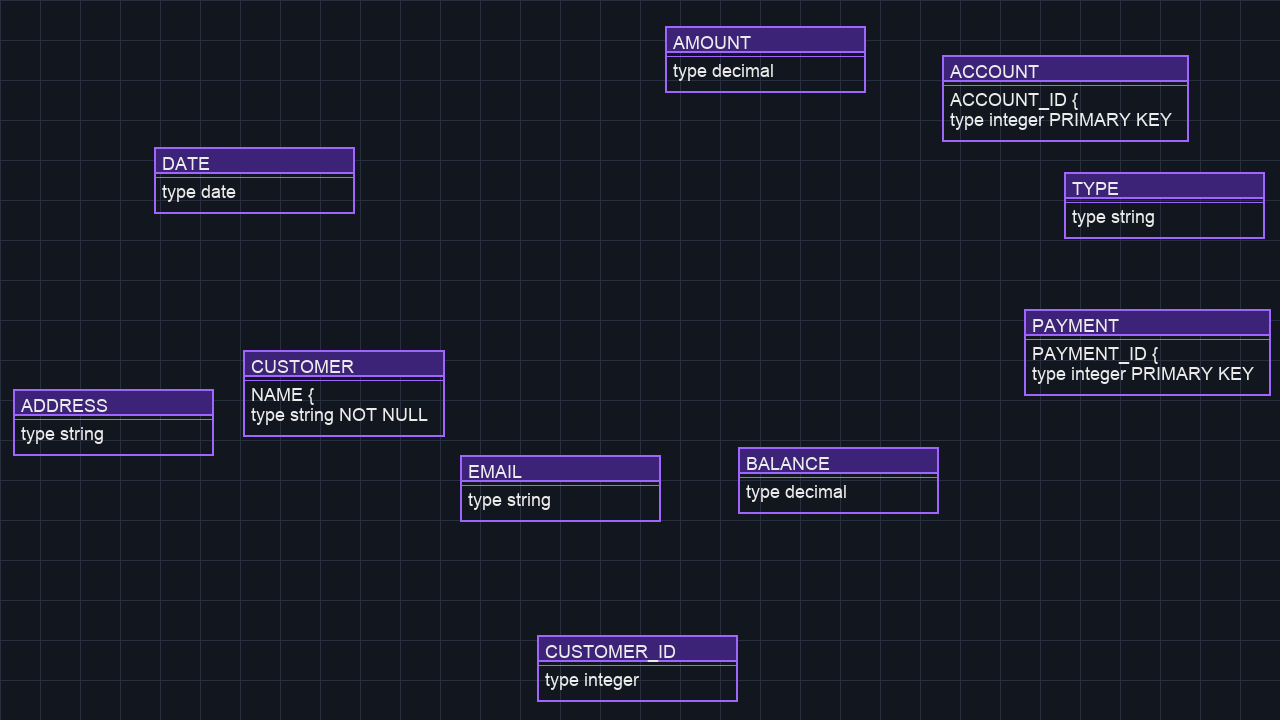 AMOUNT
type decimal
ACCOUNT
ACCOUNT_ID {
type integer PRIMARY KEY
DATE
type date
TYPE
type string
PAYMENT
PAYMENT_ID {
type integer PRIMARY KEY
CUSTOMER
NAME {
type string NOT NULL
ADDRESS
type string
EMAIL
type string
BALANCE
type decimal
CUSTOMER_ID
type integer